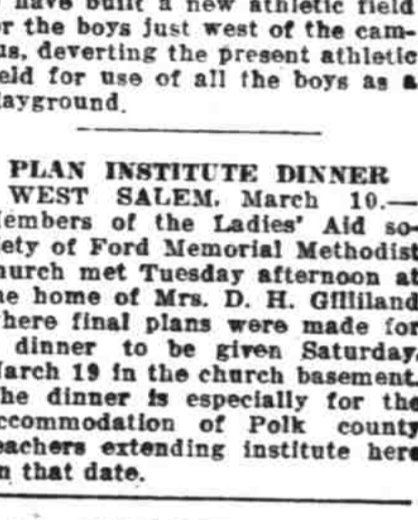 have built a new athletic field
r the boys just west of the cam-
us, deverting the present athletic
eld for use of all the boys as a
layground.
PLAN INSTITUTE DINNER
WEST SALEM, March 10.—
embers of the Ladies' Aid so-
iety of Ford Memorial Methodist
hurch met Tuesday afternoon at
he home of Mrs. D. H. Gilliland
where final plans were made for
dinner to be given Saturday,
March 19 in the church basement.
he dinner is especially for the
ccommodation of Polk county
eachers extending institute here
n that date.